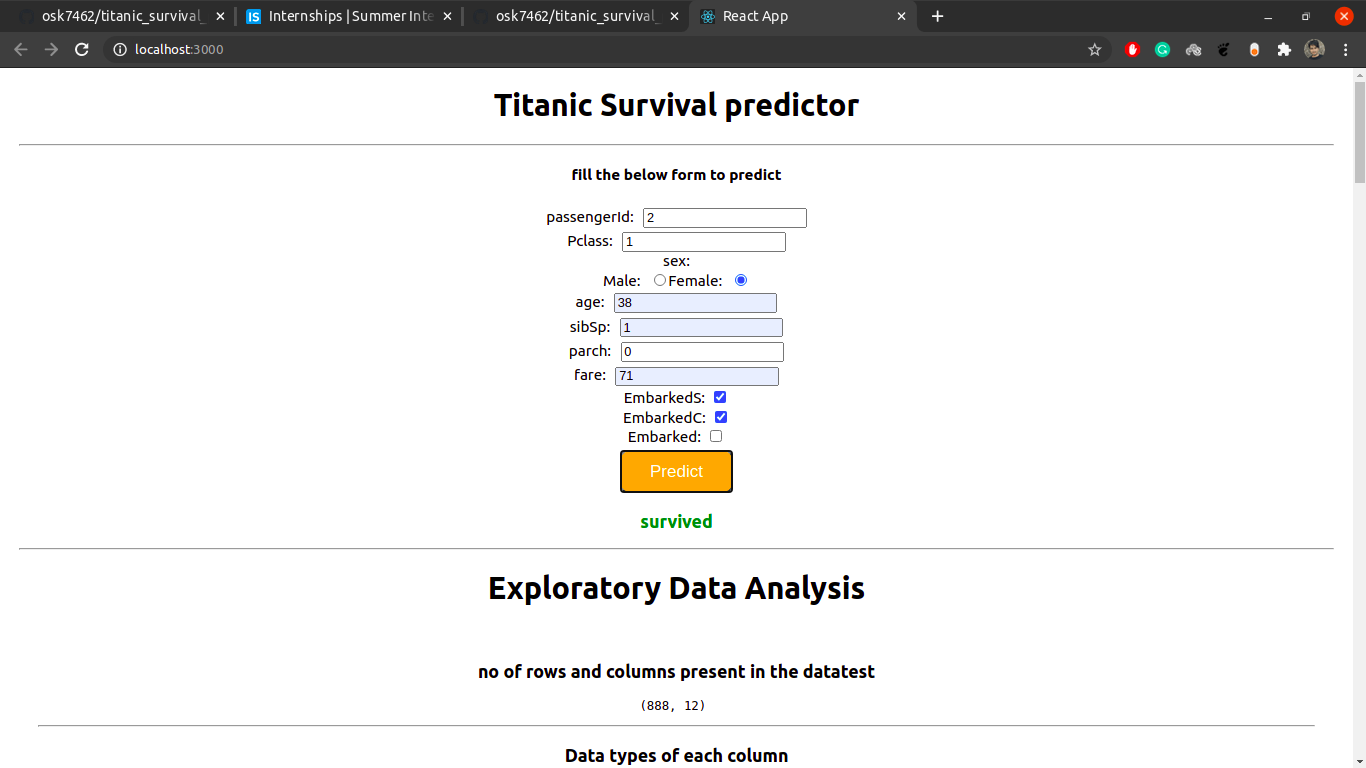 osk7462/titanic_survival_
Internships | Summer Inte
osk7462/titanic_survival_
React App
localhost:3000
Titanic Survival predictor
fill the below form to predict
passengerId: 2
Pclass: 1
sex:
Male: Female:
age: 38
sibSp: 1
parch: 0
fare: 71
EmbarkedS:
EmbarkedC:
Embarked:
Predict
survived
Exploratory Data Analysis
no of rows and columns present in the datatest
(888, 12)
Data types of each column